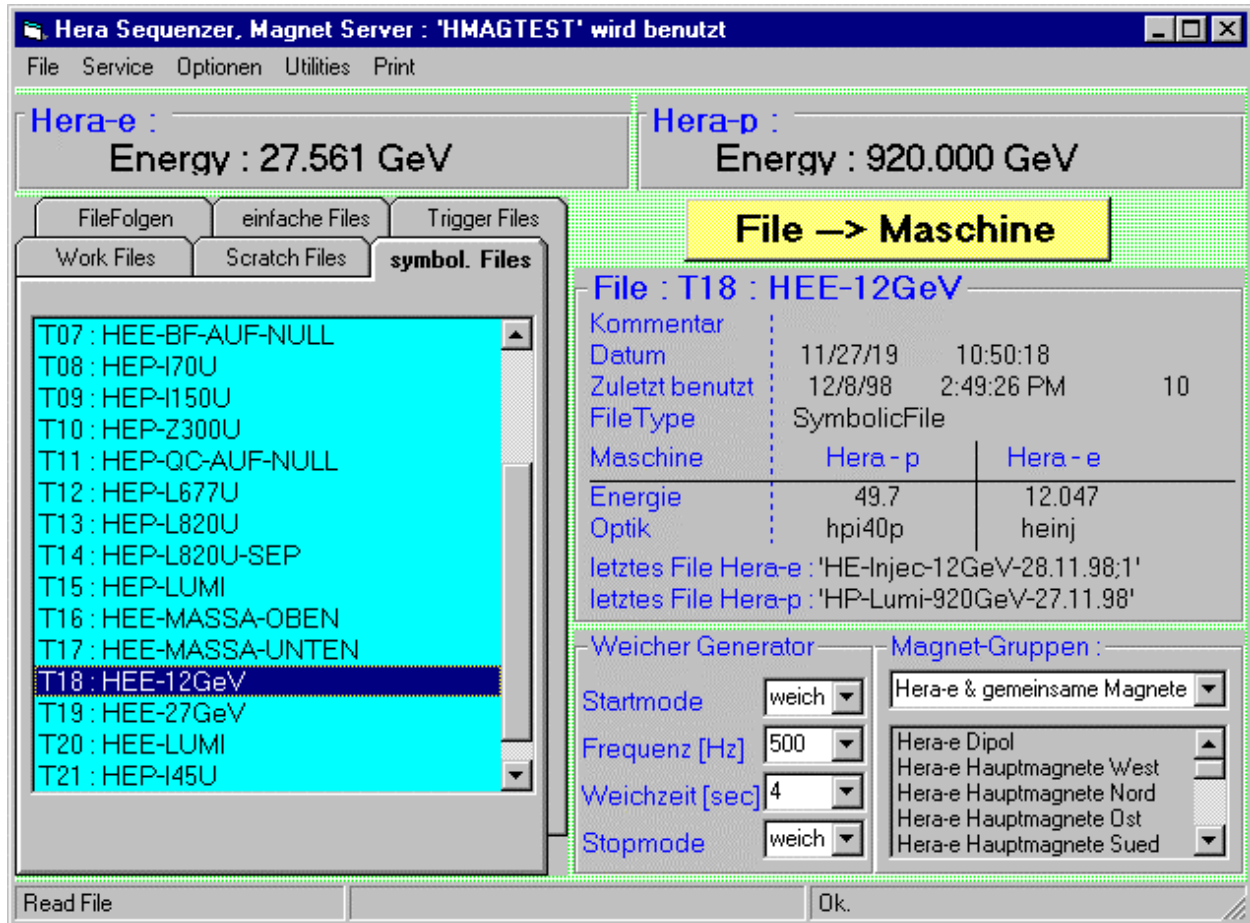 Hera Sequenzer, Magnet Server : 'HMAGTEST' wird benutzt
File Service Optionen Utilities Print
Hera-e :
Energy : 27.561 GeV
Hera-p :
Energy : 920.000 GeV
FileFolgen einfache Files Trigger Files
Work Files Scratch Files symbol. Files
T07 : HEE-BF-AUF-NULL
T08 : HEP-I70U
T09 : HEP-I150U
T10 : HEP-Z300U
T11 : HEP-QC-AUF-NULL
T12 : HEP-L677U
T13 : HEP-L820U
T14 : HEP-L820U-SEP
T15 : HEP-LUMI
T16 : HEE-MASSA-OBEN
T17 : HEE-MASSA-UNTEN
T18 : HEE-12GeV
T19 : HEE-27GeV
T20 : HEE-LUMI
T21 : HEP-I45U
File —> Maschine
File : T18 : HEE-12GeV
Kommentar
Datum 11/27/19 10:50:18
Zuletzt benutzt 12/8/98 2:49:26 PM 10
FileType SymbolicFile
Maschine Hera - p Hera - e
Energie 49.7 12.047
Optik hpi40p heinj
letztes File Hera-e : 'HE-Injec-12GeV-28.11.98;1'
letztes File Hera-p : 'HP-Lumi-920GeV-27.11.98'
Weicher Generator
Startmode weich
Frequenz [Hz] 500
Weichzeit [sec] 4
Stopmode weich
Magnet-Gruppen :
Hera-e & gemeinsame Magnete
Hera-e Dipol
Hera-e Hauptmagnete West
Hera-e Hauptmagnete Nord
Hera-e Hauptmagnete Ost
Hera-e Hauptmagnete Sued
Read File Ok.